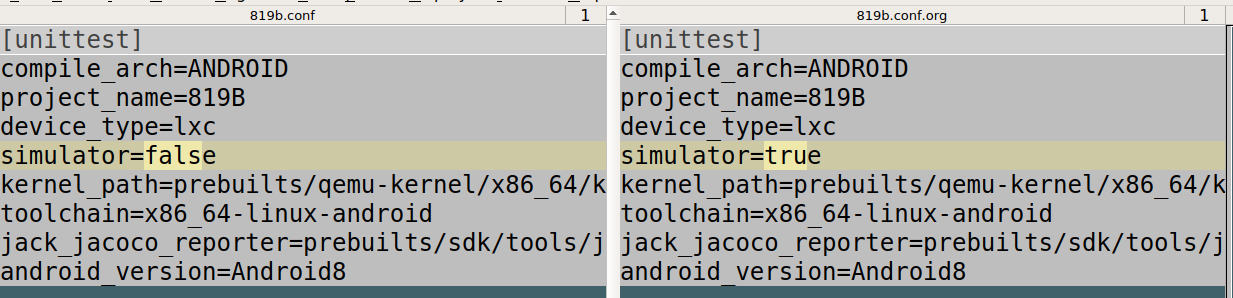 819b.conf
1
819b.conf.org
1
[unittest]
compile_arch=ANDROID
project_name=819B
device_type=lxc
simulator=false
kernel_path=prebuilts/qemu-kernel/x86_64/k
toolchain=x86_64-linux-android
jack_jacoco_reporter=prebuilts/sdk/tools/j
android_version=Android8
[unittest]
compile_arch=ANDROID
project_name=819B
device_type=lxc
simulator=true
kernel_path=prebuilts/qemu-kernel/x86_64/k
toolchain=x86_64-linux-android
jack_jacoco_reporter=prebuilts/sdk/tools/j
android_version=Android8